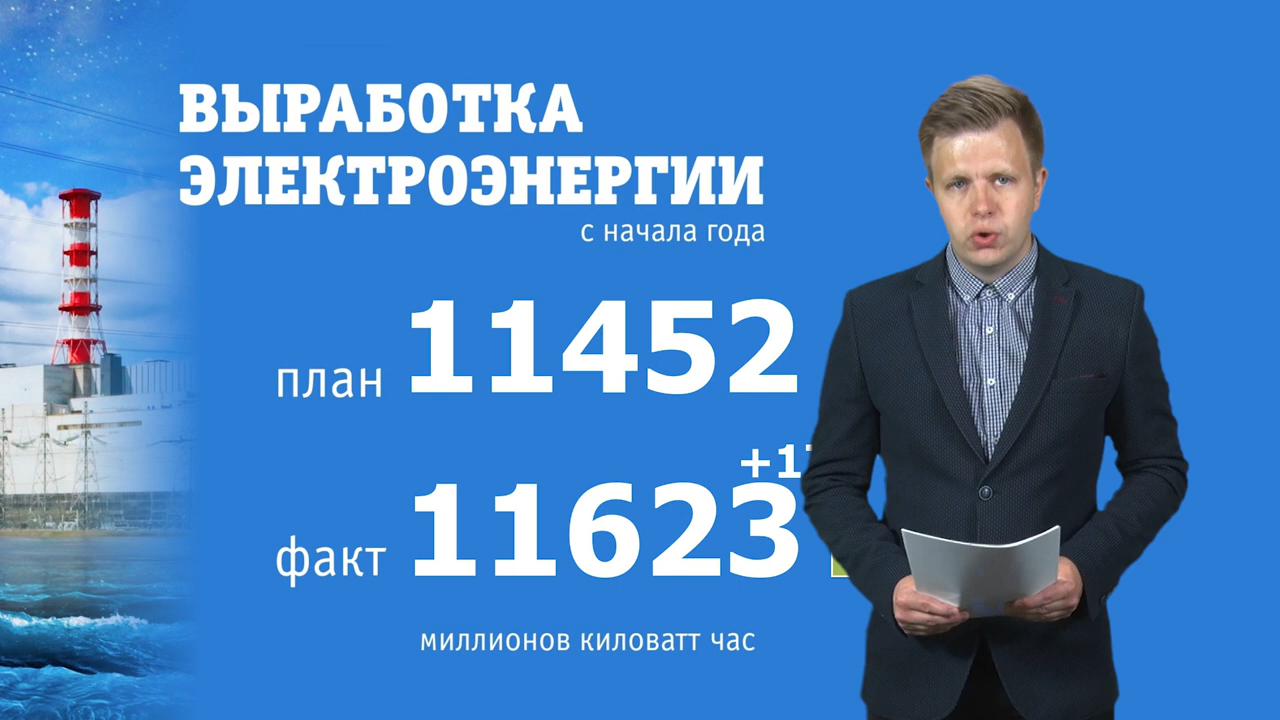 ВЫРАБОТКА
ЭЛЕКТРОЭНЕРГИИ
с начала года
план 11452
факт 11623
миллионов киловатт час